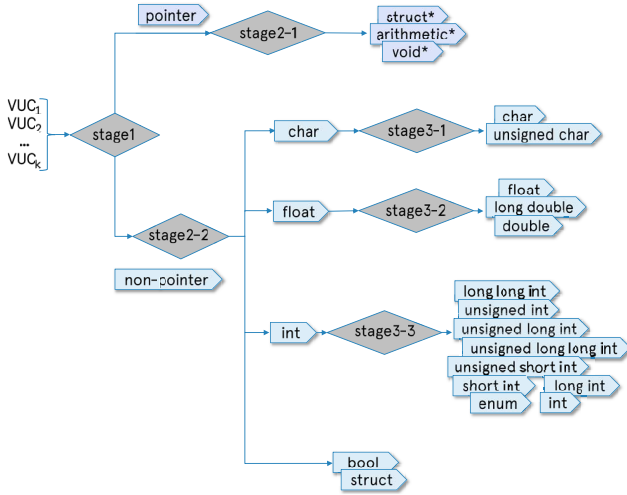 pointer
stage2-1
struct*
arithmetic*
void*
VUC1
VUC2
...
VUCk
stage1
char
stage3-1
char
unsigned char
stage2-2
float
stage3-2
float
long double
double
non-pointer
int
stage3-3
long long int
unsigned int
unsigned long int
unsigned long long int
unsigned short int
short int
long int
enum
int
bool
struct